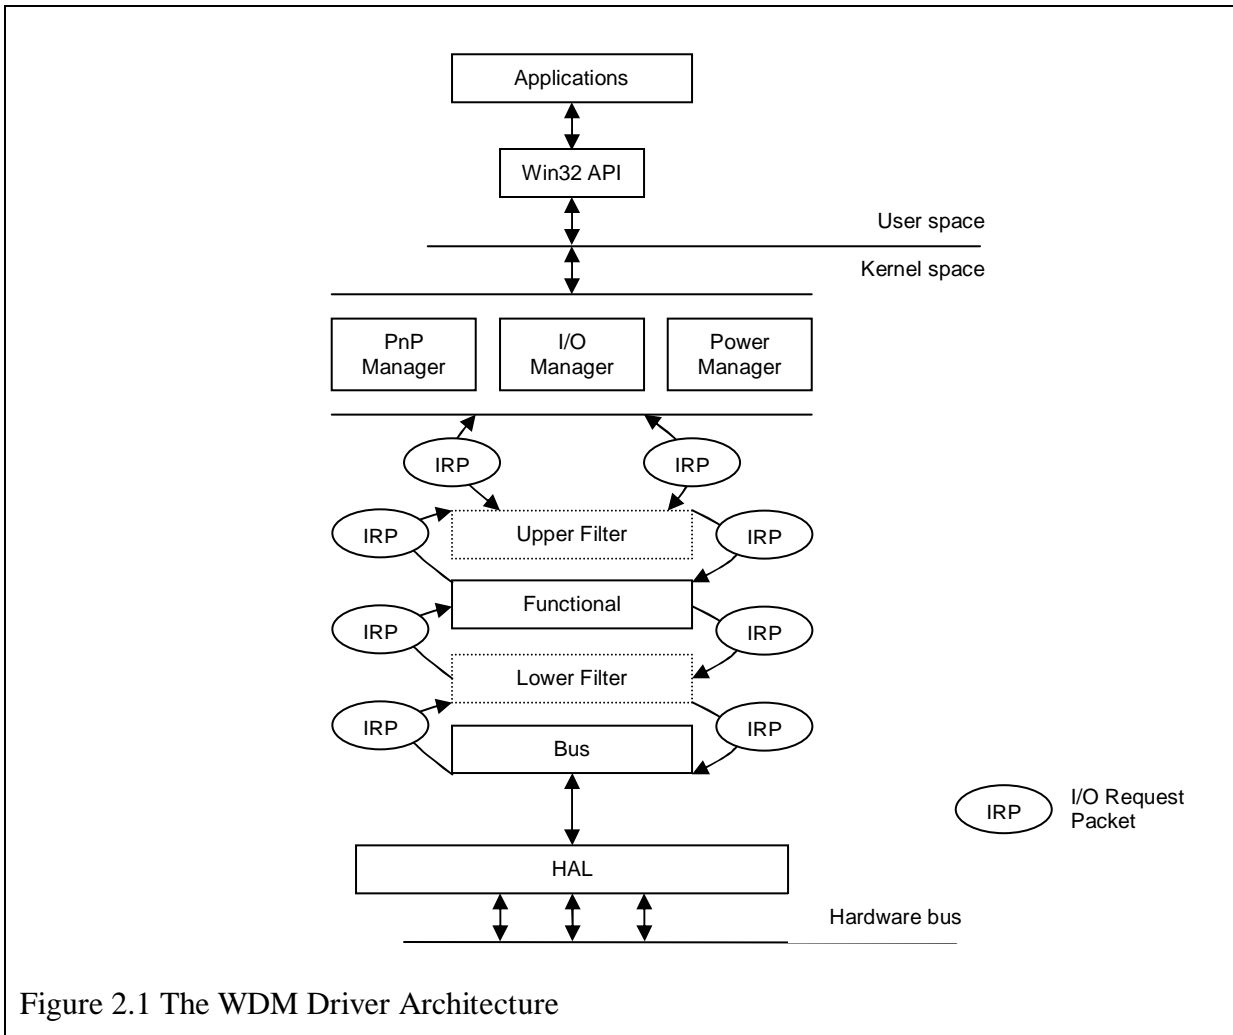 Applications
Win32 API
User space
Kernel space
PnP
Manager
I/O
Manager
Power
Manager
IRP
IRP
IRP
Upper Filter
IRP
Functional
IRP
IRP
Lower Filter
IRP
IRP
Bus
IRP
I/O Request
Packet
HAL
Hardware bus
Figure 2.1 The WDM Driver Architecture